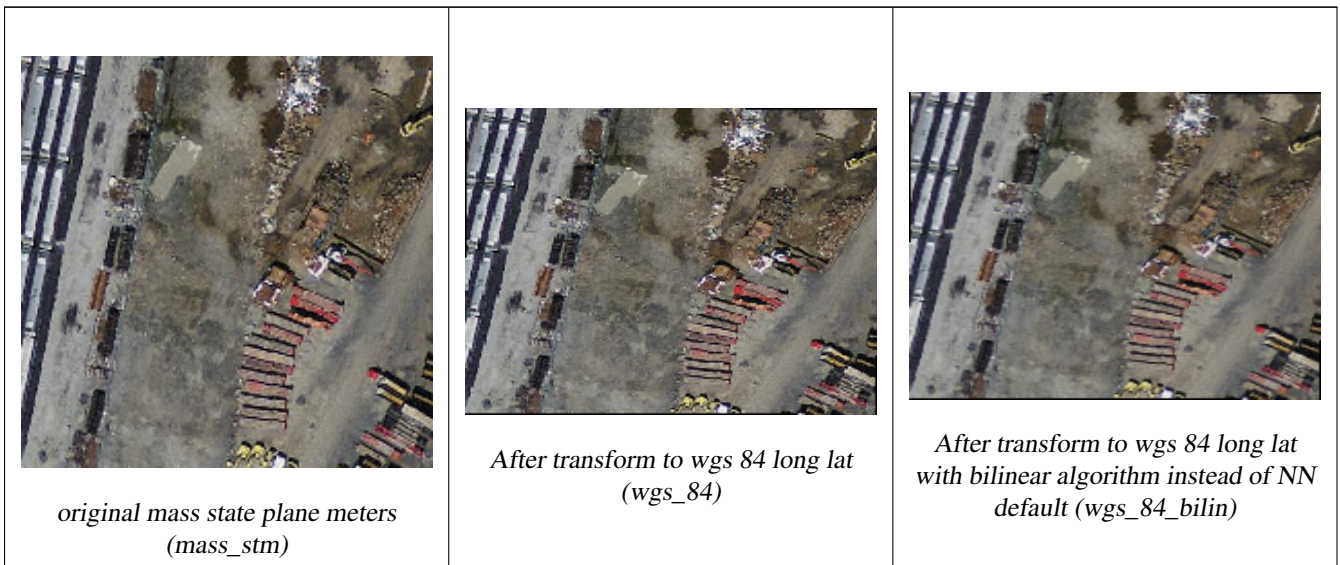 original mass state plane meters
(mass_stm)
After transform to wgs 84 long lat
(wgs_84)
After transform to wgs 84 long lat
with bilinear algorithm instead of NN
default (wgs_84_bilin)